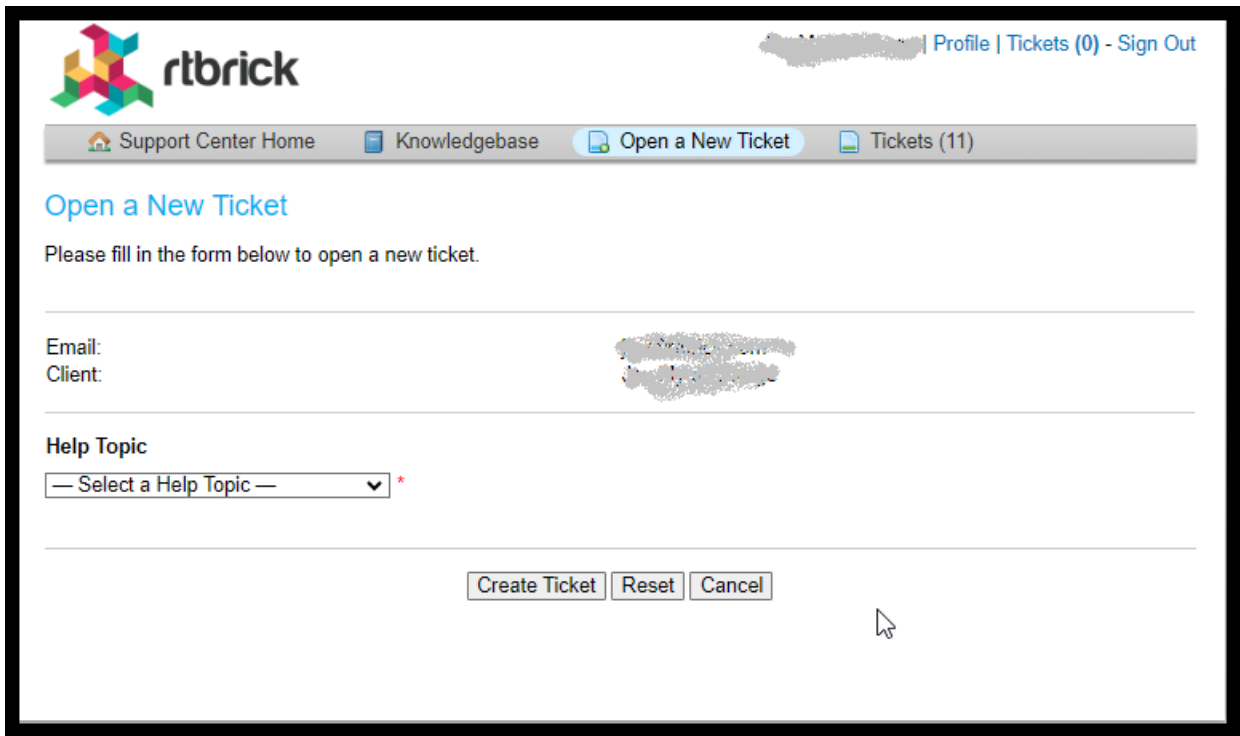 rtbrick
| Profile | Tickets (0) - Sign Out
Support Center Home Knowledgebase Open a New Ticket Tickets (11)
Open a New Ticket
Please fill in the form below to open a new ticket.
Email:
Client:
Help Topic
— Select a Help Topic — *
Create Ticket Reset Cancel